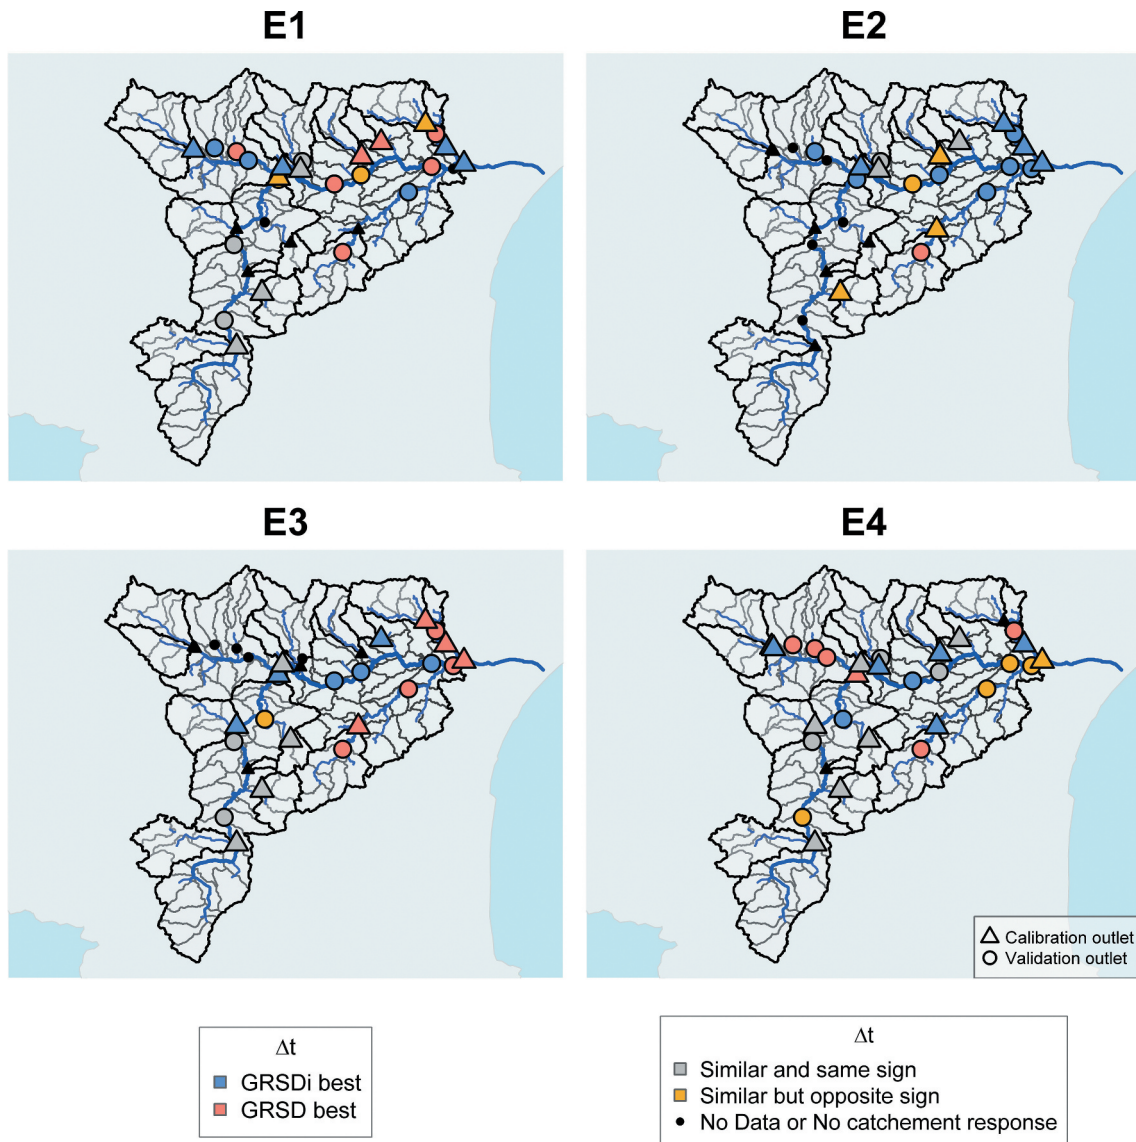 E1
E2
E3
E4
Calibration outlet
Validation outlet
Δt
GRSDi best
GRSD best
Δt
Similar and same sign
Similar but opposite sign
No Data or No catchement response